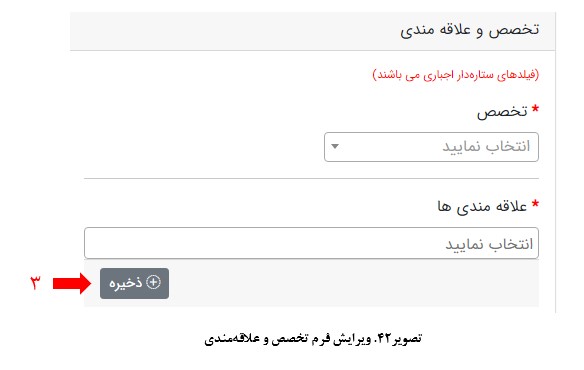 تخصص و علاقه مندی
(فیلدهای ستاره‌دار اجباری می باشند)
* تخصص
انتخاب نمایید
* علاقه مندی ها
انتخاب نمایید
ذخیره
۳
تصویر۴۲. ویرایش فرم تخصص و علاقه‌مندی